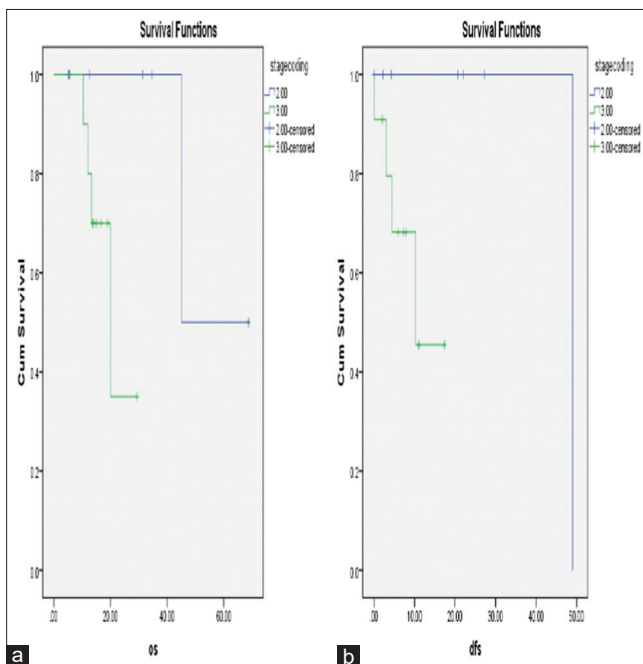 Survival Functions
stagecoding
2.00
3.00
2.00-censored
3.00-censored
1.0
0.8
0.6
0.4
0.2
0.0
Cum Survival
.00 20.00 40.00 60.00
os
a
Survival Functions
stagecoding
2.00
3.00
2.00-censored
3.00-censored
1.0
0.8
0.6
0.4
0.2
0.0
Cum Survival
.00 10.00 20.00 30.00 40.00 50.00
dfs
b